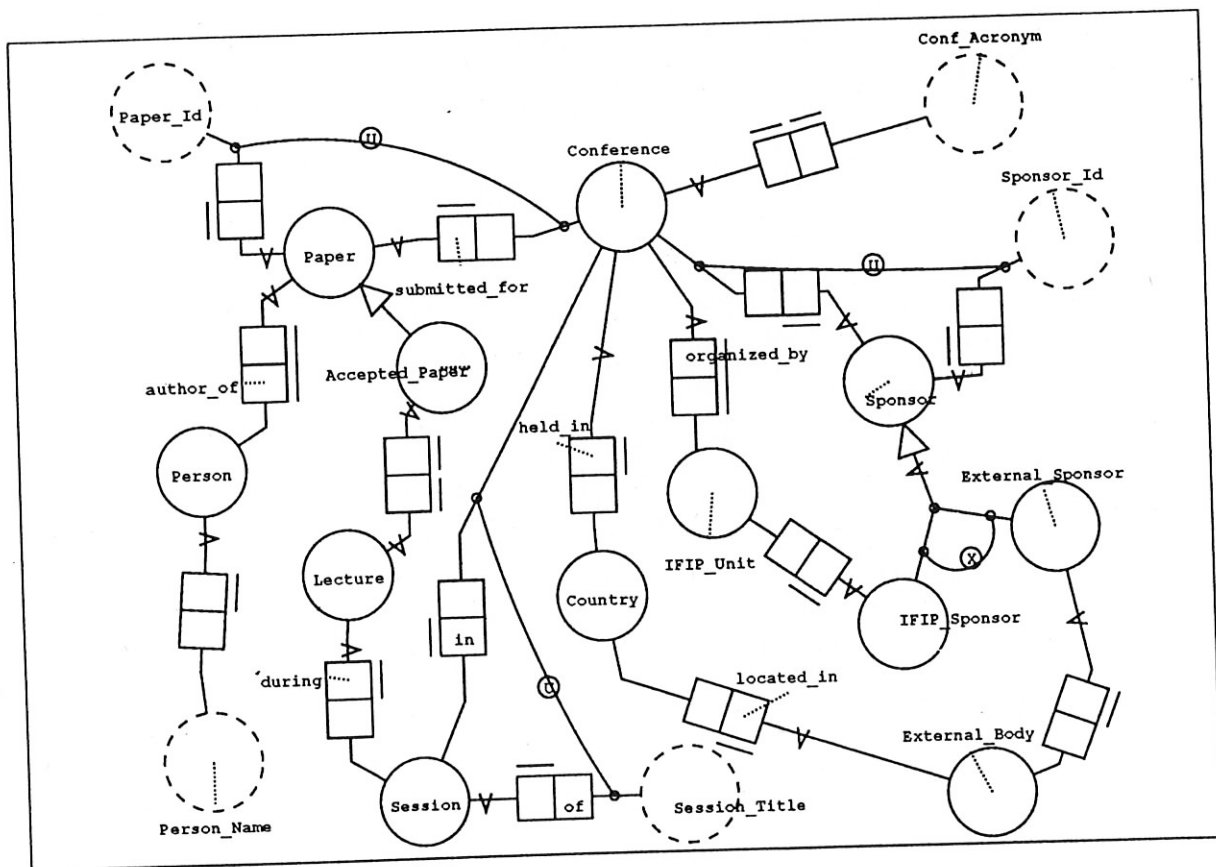 Conf_Acronym
Paper_Id
U
Conference
Sponsor_Id
Paper
submitted_for
U
organized_by
author_of
Accepted_Paper
Sponsor
held_in
Person
External_Sponsor
X
IFIP_Unit
Lecture
Country
IFIP_Sponsor
in
during
U
located_in
External_Body
Session
of
Session_Title
Person_Name